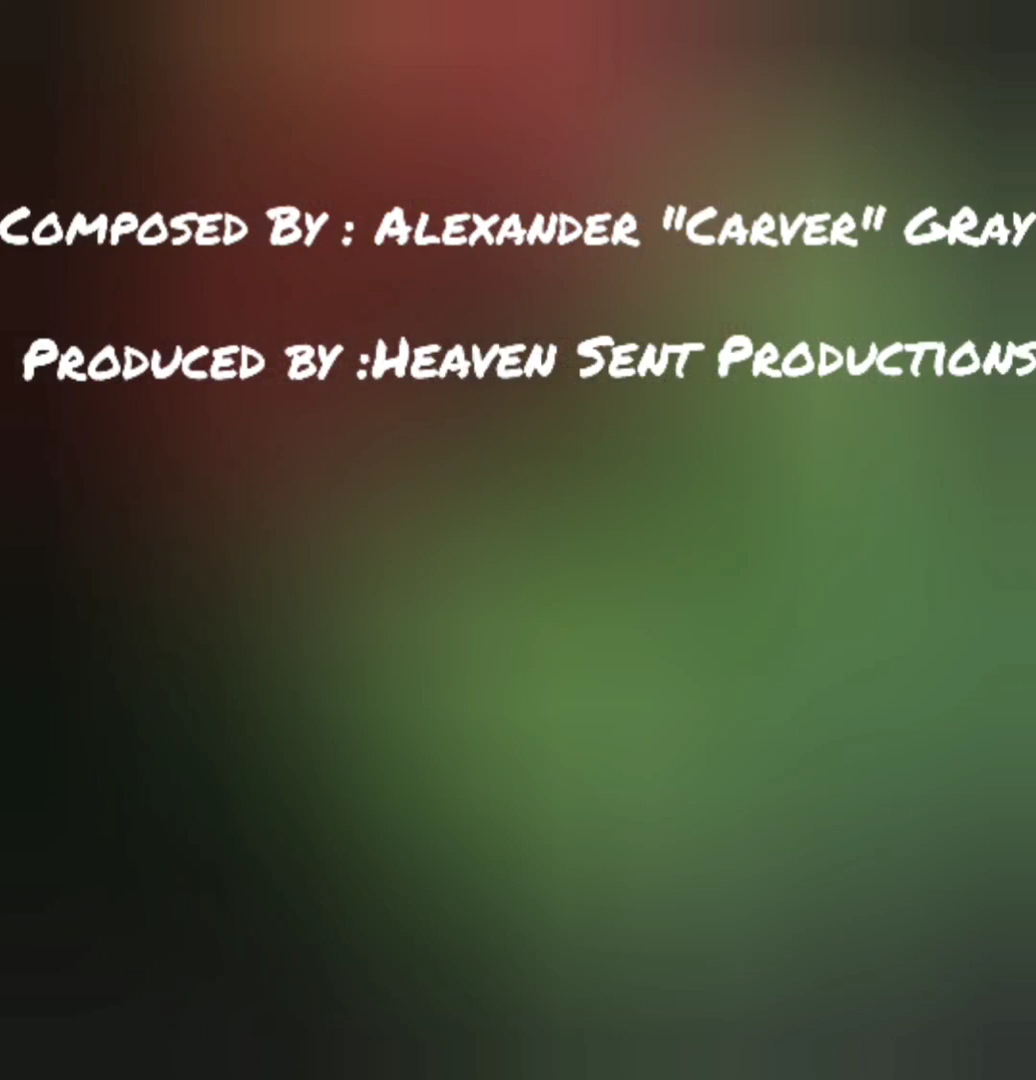 Composed By : Alexander "Carver" GRay
Produced by :Heaven Sent Productions